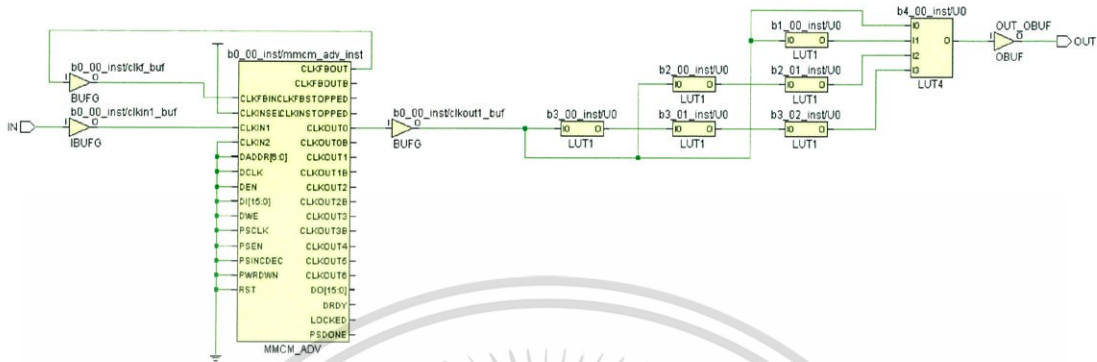 b4_00_inst/U0
b1_00_inst/U0
I0
OUT_OBUF
b0_00_inst/mmcm_adv_inst
I0 O
I1 O
I O
OUT
CLKFBOUT
LUT1
I2
OBUF
b0_00_inst/clkf_buf
CLKFBOUTB
b2_00_inst/U0
b2_01_inst/U0
I3
I O
I0 O
I0 O
LUT4
BUFG
CLKFBIN CLKFBSTOPPED
LUT1
LUT1
b0_00_inst/clkin1_buf
CLKINSEL CLKINSTOPPED
b0_00_inst/clkout1_buf
b3_00_inst/U0
b3_01_inst/U0
b3_02_inst/U0
IN
I O
CLKIN1 CLKOUT0
I O
I0 O
I0 O
I0 O
IBUFG
CLKIN2 CLKOUT0B
BUFG
LUT1
LUT1
LUT1
DADDR[6:0] CLKOUT1
DCLK CLKOUT1B
DEN CLKOUT2
DI[15:0] CLKOUT2B
DWE CLKOUT3
PSCLK CLKOUT3B
PSEN CLKOUT4
PSINCDEC CLKOUT5
PWRDWN CLKOUT6
RST DO[15:0]
DRDY
LOCKED
PSDONE
MMCM_ADV